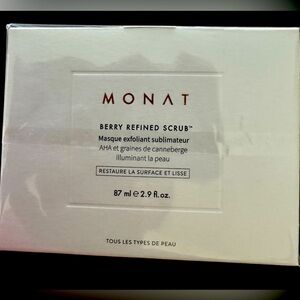 MONAT
BERRY REFINED SCRUB™
Masque exfoliant sublimateur
AHA et graines de canneberge
illuminant la peau
RESTAURE LA SURFACE ET LISSE
87 ml ℮ 2.9 fl. oz.
TOUS LES TYPES DE PEAU